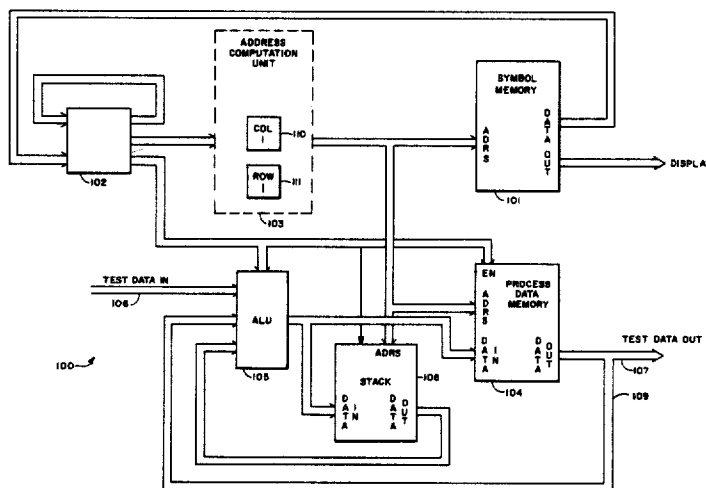 ADDRESS
COMPUTATION
UNIT
COL
I
110
ROW
I
111
103
102
SYMBOL
MEMORY
ADRS
DATA OUT
101
DISPLA
TEST DATA IN
106
ALU
105
EN
PROCESS
DATA
MEMORY
ADRS
DATA IN
DATA OUT
104
TEST DATA OUT
107
109
ADRS
STACK
108
DATA IN
DATA OUT
100